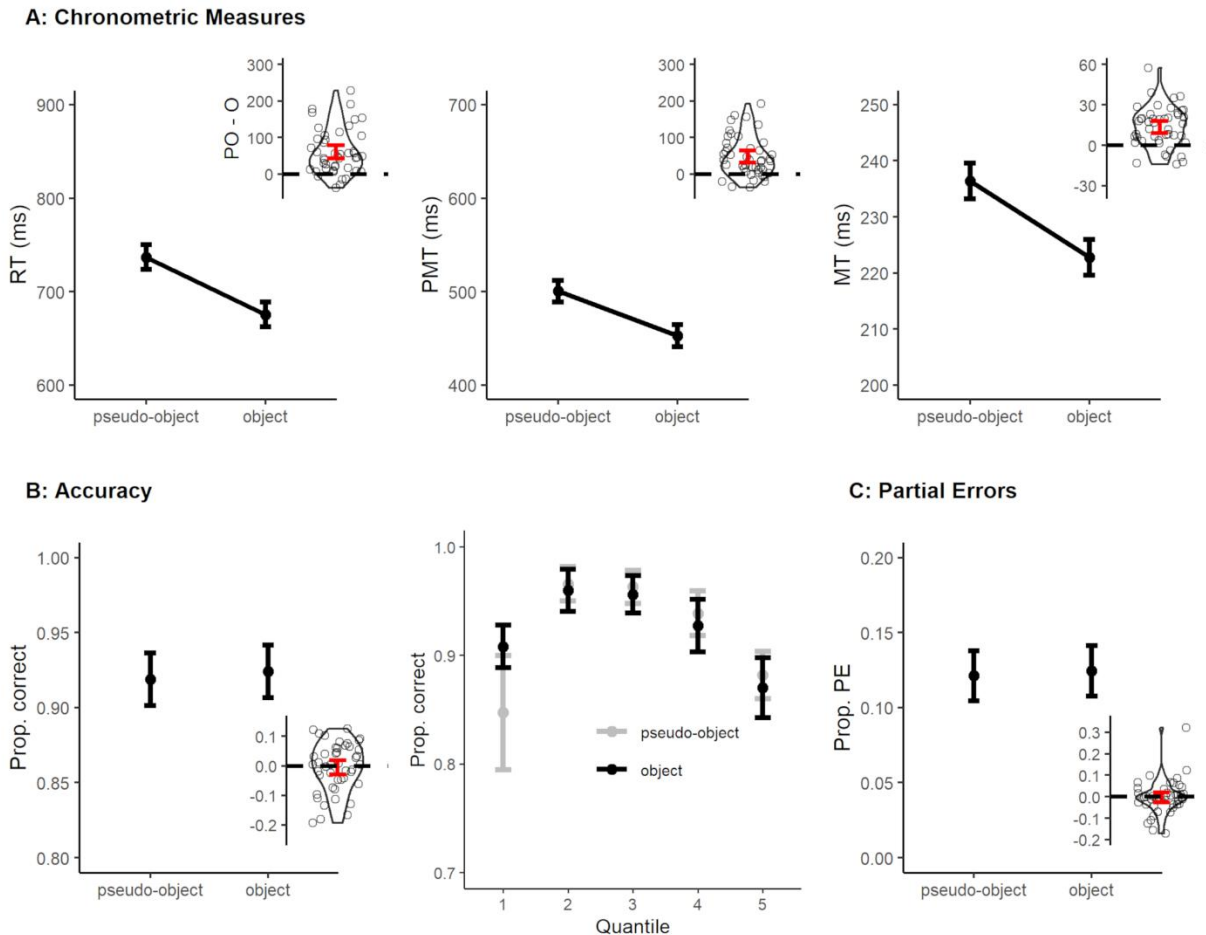 A: Chronometric Measures
RT (ms)
900
800
700
600
pseudo-object
object
PO - O
300
200
100
0
PMT (ms)
700
600
500
400
pseudo-object
object
300
200
100
0
MT (ms)
250
240
230
220
210
200
pseudo-object
object
60
30
0
-30
B: Accuracy
Prop. correct
1.00
0.95
0.90
0.85
0.80
pseudo-object
object
0.1
0.0
-0.1
-0.2
Prop. correct
1.0
0.9
0.8
0.7
pseudo-object
object
1 2 3 4 5
Quantile
C: Partial Errors
Prop. PE
0.20
0.15
0.10
0.05
0.00
pseudo-object
object
0.3
0.2
0.1
0.0
-0.1
-0.2